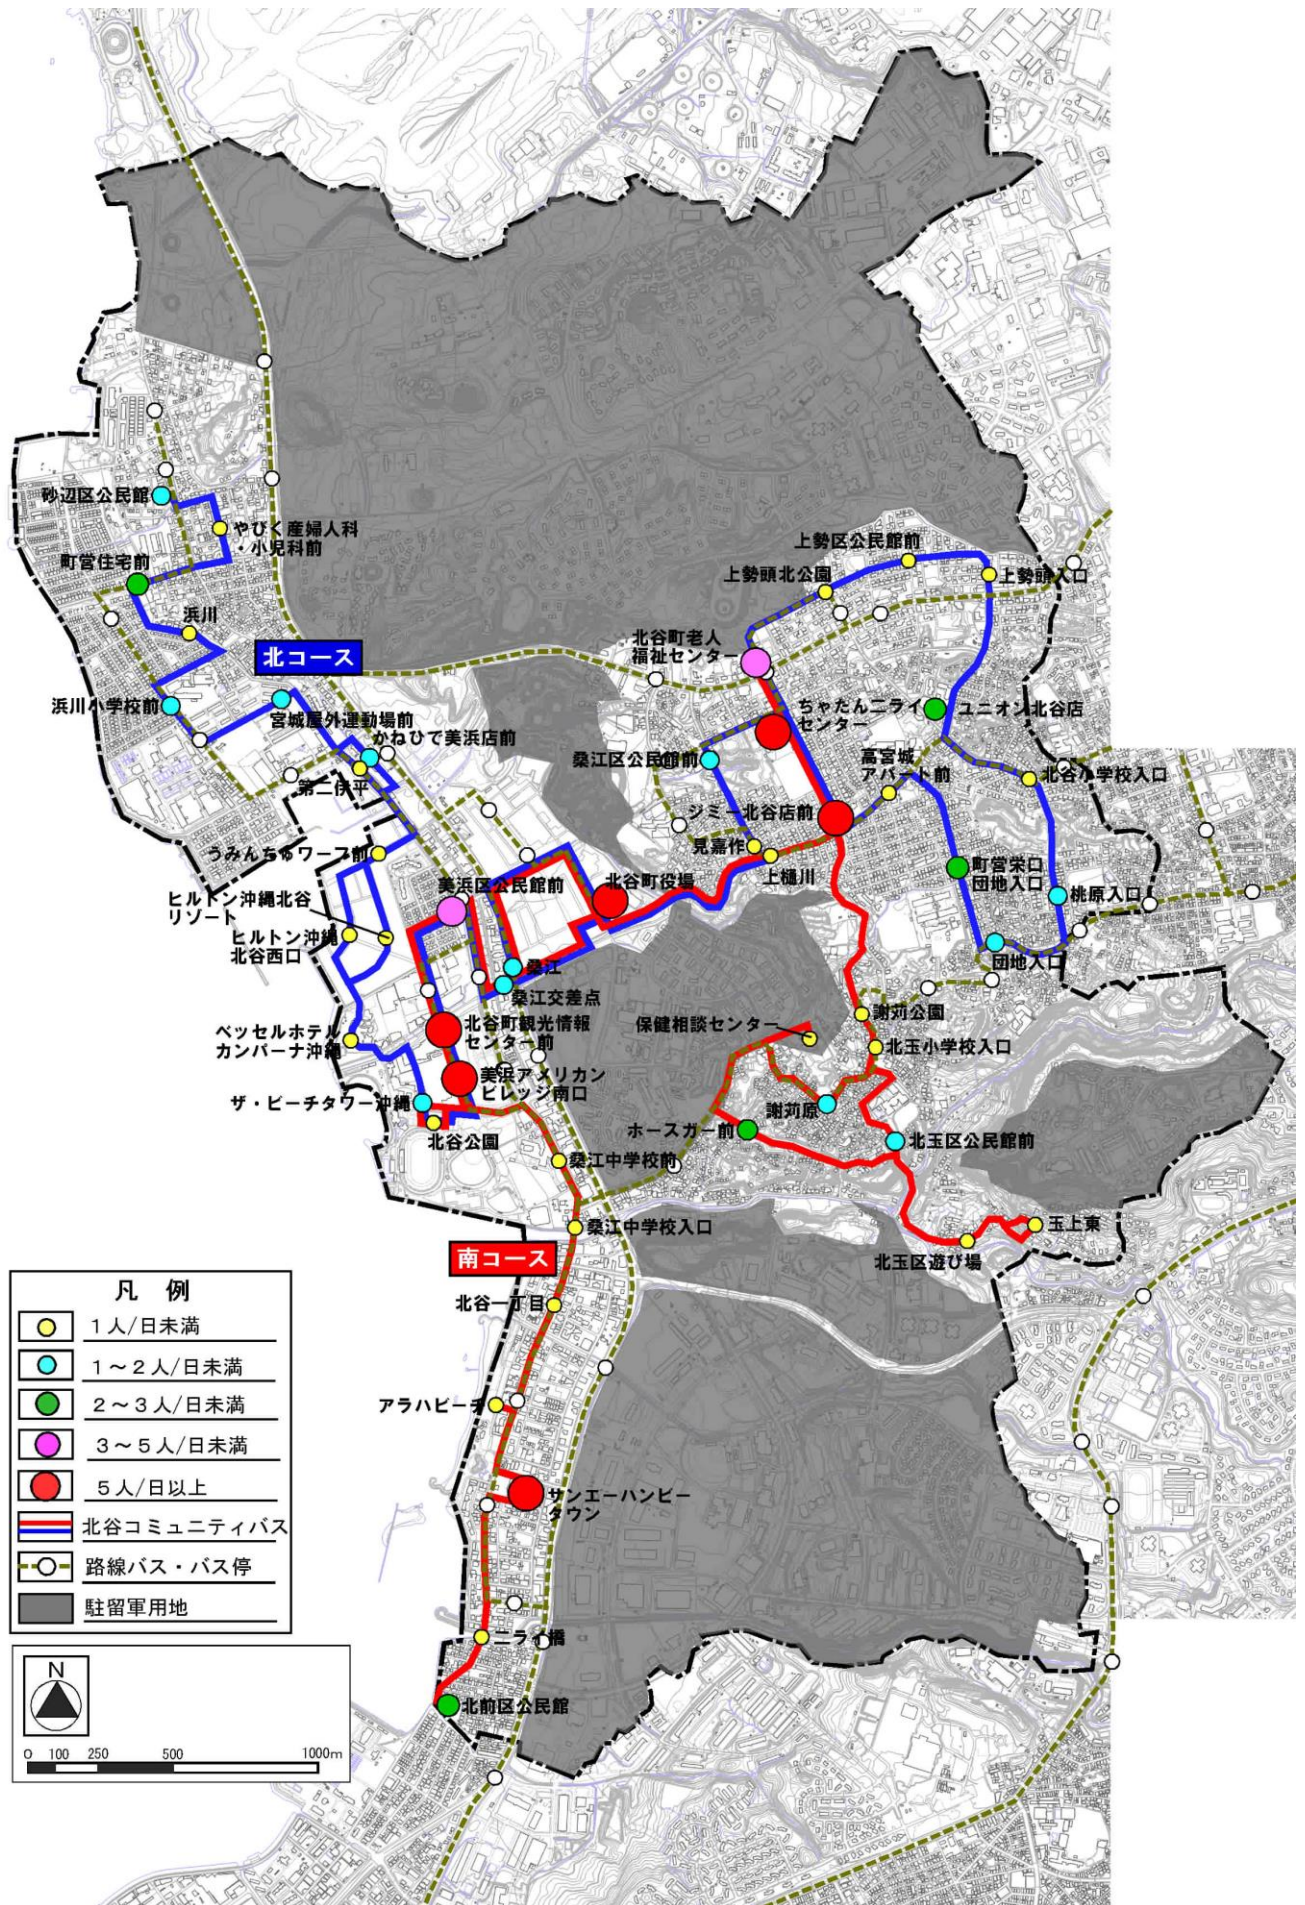 砂辺区公民館
やびく産婦人科
・小児科前
町営住宅前
浜川
北コース
浜川小学校前
宮城屋外運動場前
かねひで美浜店前
第二伊平
うみんちゅワーフ前
ヒルトン沖縄北谷
リゾート
ヒルトン沖縄
北谷西口
美浜区公民館前
北谷町役場
桑江
桑江交差点
ベッセルホテル
カンパーナ沖縄
北谷町観光情報
センター前
美浜アメリカン
ビレッジ南口
ザ・ビーチタワー沖縄
北谷公園
上勢区公民館前
上勢頭北公園
上勢頭入口
北谷町老人
福祉センター
ちゃたんニライ
センター
ユニオン北谷店
桑江区公民館前
高宮城
アパート前
北谷小学校入口
ジミー北谷店前
見嘉作
上樋川
町営栄口
団地入口
桃原入口
団地入口
謝苅公園
保健相談センター
北玉小学校入口
謝苅原
ホースガー前
北玉区公民館前
玉上東
北玉区遊び場
桑江中学校前
桑江中学校入口
南コース
北谷一丁目
アラハビーチ
サンエーハンビー
タウン
ニライ橋
北前区公民館
凡 例
1人/日未満
1～2人/日未満
2～3人/日未満
3～5人/日未満
5人/日以上
北谷コミュニティバス
路線バス・バス停
駐留軍用地
N
0 100 250 500 1000m